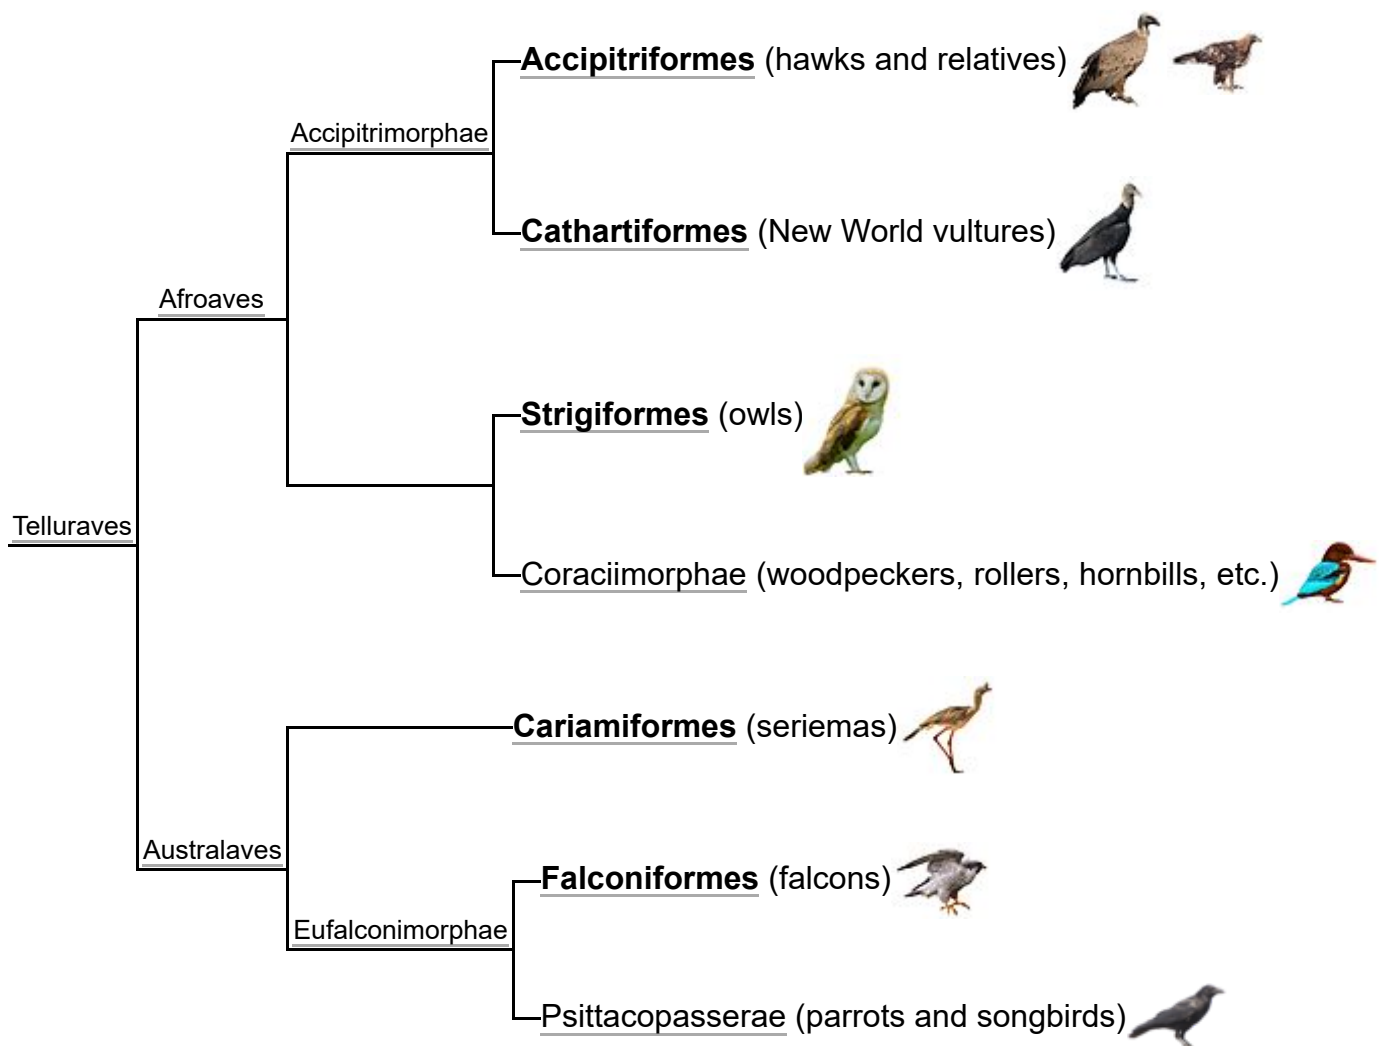 Accipitriformes (hawks and relatives)
Accipitrimorphae
Cathartiformes (New World vultures)
Afroaves
Strigiformes (owls)
Telluraves
Coraciimorphae (woodpeckers, rollers, hornbills, etc.)
Cariamiformes (seriemas)
Australaves
Falconiformes (falcons)
Eufalconimorphae
Psittacopasserae (parrots and songbirds)